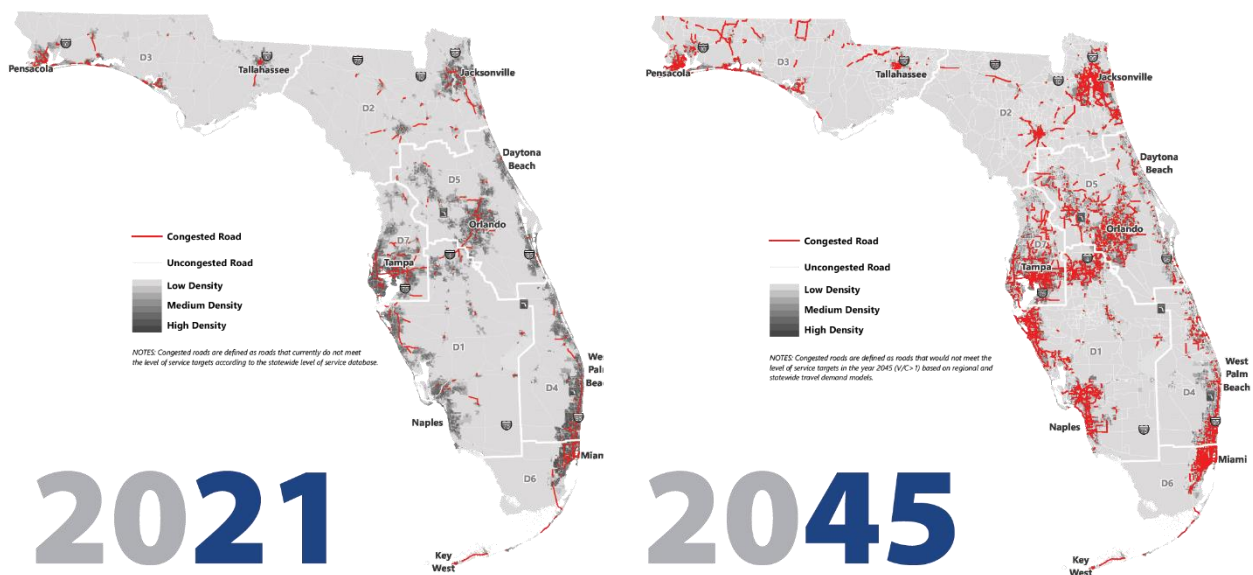 Pensacola
D3
Tallahassee
Jacksonville
D2
Daytona
Beach
D5
Orlando
D7
Tampa
Congested Road
Uncongested Road
Low Density
Medium Density
High Density
NOTES: Congested roads are defined as roads that currently do not meet
the level of service targets according to the statewide level of service database.
D1
D4
Wes
Palm
Bea
Naples
Miam
D6
Key
West
2021
Pensacola
D3
Tallahassee
Jacksonville
D2
Daytona
Beach
D5
Orlando
D7
Tampa
Congested Road
Uncongested Road
Low Density
Medium Density
High Density
NOTES: Congested roads are defined as roads that would not meet the
level of service targets in the year 2045 (V/C>1) based on regional and
statewide travel demand models.
D1
D4
West
Palm
Beach
Naples
Miami
D6
Key
West
2045